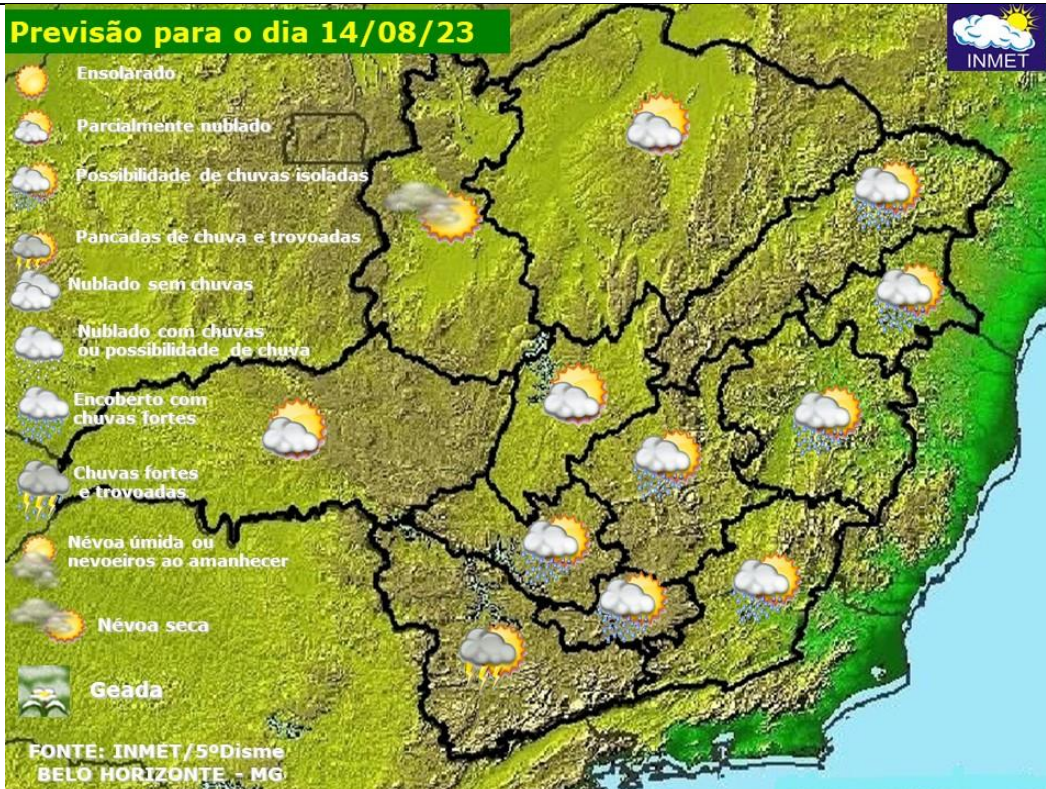 Previsão para o dia 14/08/23
INMET
Ensolarado
Parcialmente nublado
Possibilidade de chuvas isoladas
Pancadas de chuva e trovoadas
Nublado sem chuvas
Nublado com chuvas
ou possibilidade de chuva
Encoberto com
chuvas fortes
Chuvas fortes
e trovoadas
Névoa úmida ou
nevoeiros ao amanhecer
Névoa seca
Geada
FONTE: INMET/5ºDisme
BELO HORIZONTE - MG